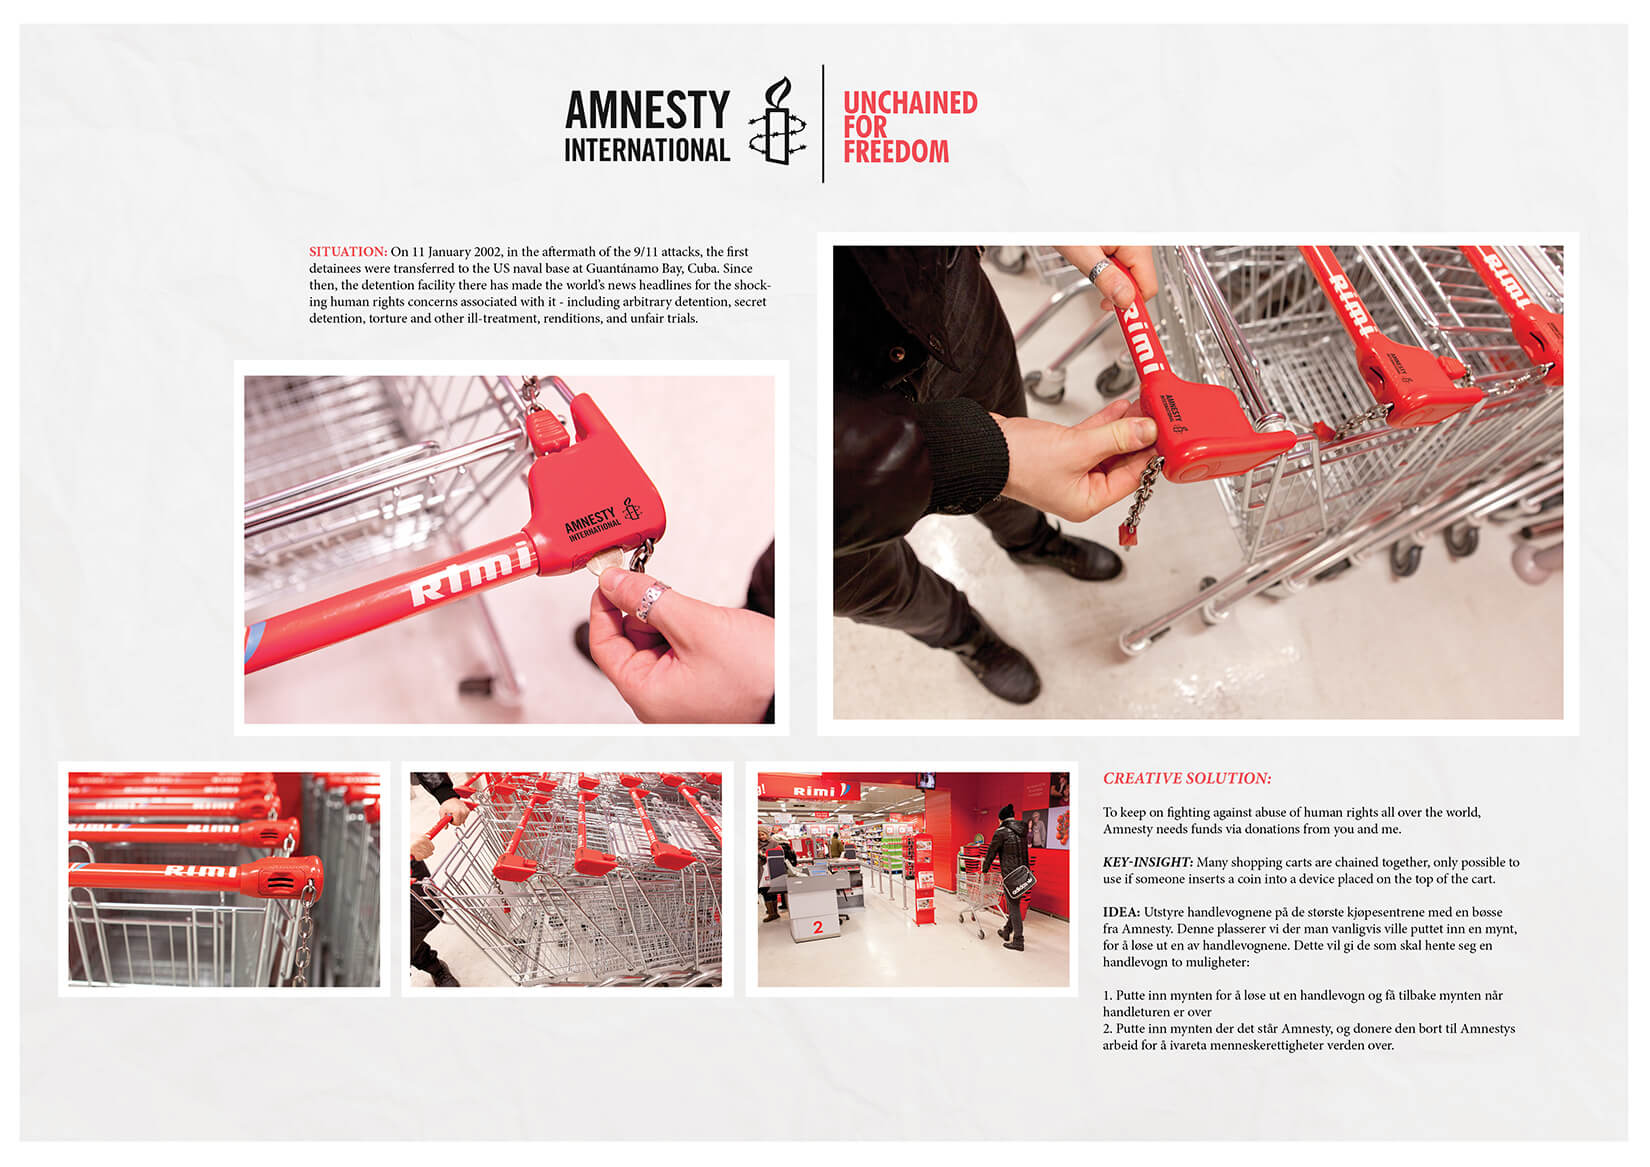 AMNESTY
INTERNATIONAL
UNCHAINED
FOR
FREEDOM
SITUATION: On 11 January 2002, in the aftermath of the 9/11 attacks, the first
detainees were transferred to the US naval base at Guantánamo Bay, Cuba. Since
then, the detention facility there has made the world's news headlines for the shock-
ing human rights concerns associated with it - including arbitrary detention, secret
detention, torture and other ill-treatment, renditions, and unfair trials.
AMNESTY
INTERNATIONAL
RIMI
RIMI
AMNESTY
INTERNATIONAL
RIMI
AMNESTY
INTERNATIONAL
RIMI
RIMI
RIMI
RIMI
adidas
2
CREATIVE SOLUTION:
To keep on fighting against abuse of human rights all over the world,
Amnesty needs funds via donations from you and me.
KEY-INSIGHT: Many shopping carts are chained together, only possible to
use if someone inserts a coin into a device placed on the top of the cart.
IDEA: Utstyre handlevognene på de største kjøpesentrene med en bøsse
fra Amnesty. Denne plasserer vi der man vanligvis ville puttet inn en mynt,
for å løse ut en av handlevognene. Dette vil gi de som skal hente seg en
handlevogn to muligheter:
1. Putte inn mynten for å løse ut en handlevogn og få tilbake mynten når
handleturen er over
2. Putte inn mynten der det står Amnesty, og donere den bort til Amnestys
arbeid for å ivareta menneskerettigheter verden over.